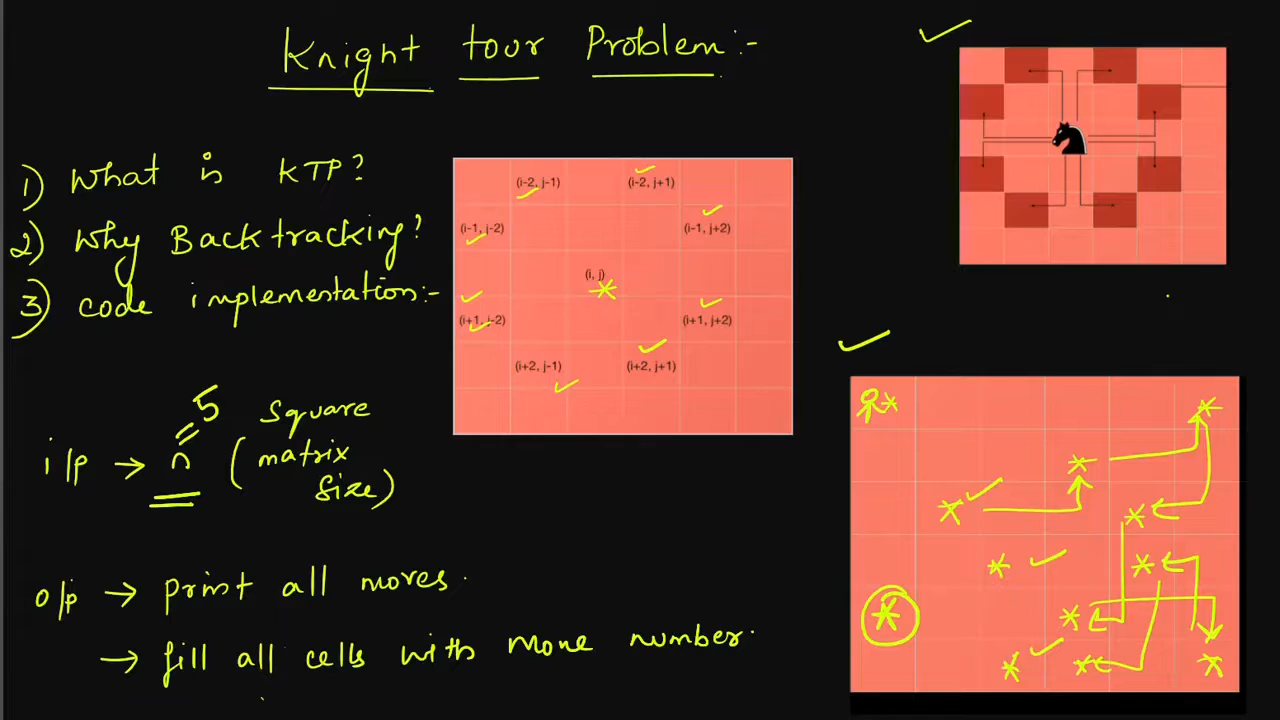 Knight tour Problem:-
1) What is KTP?
2) Why Backtracking?
3) code implementation:-
i/p → n 5 (Square matrix size)
o/p → print all moves.
→ fill all cells with move number.
(i-2, j-1) (i-2, j+1)
(i-1, j-2) (i-1, j+2)
(i, j)
(i+1, j-2) (i+1, j+2)
(i+2, j-1) (i+2, j+1)